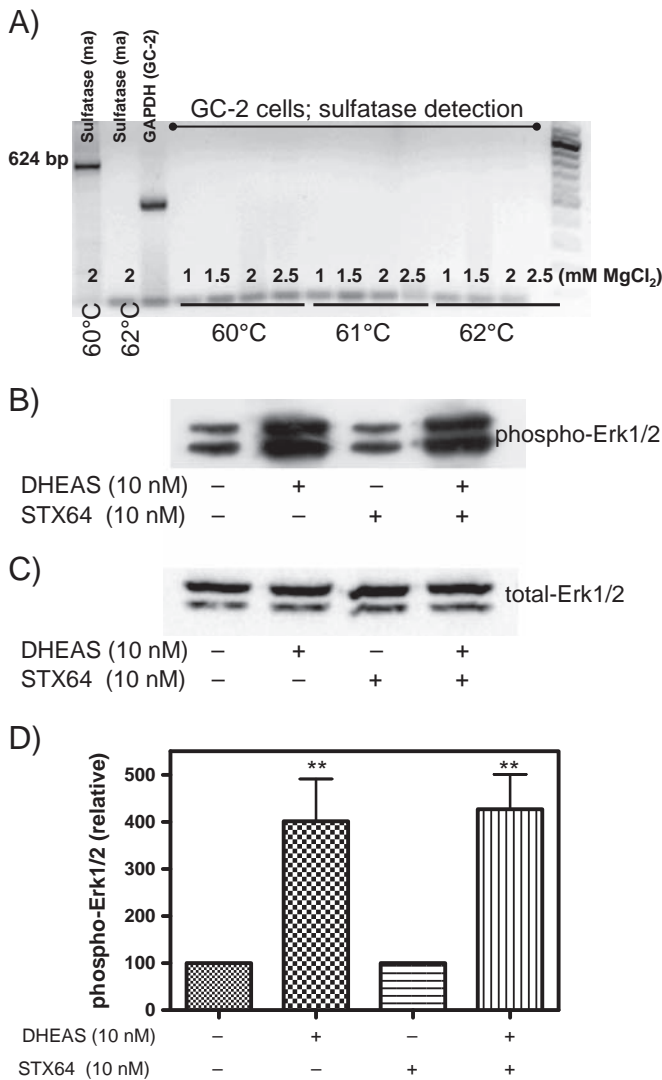 A)
Sulfatase (ma)
Sulfatase (ma)
GAPDH (GC-2)
GC-2 cells; sulfatase detection
624 bp
2 2 1 1.5 2 2.5 1 1.5 2 2.5 1 1.5 2 2.5 (mM MgCl₂)
60°C 62°C 60°C 61°C 62°C
B)
phospho-Erk1/2
DHEAS (10 nM) – + – +
STX64 (10 nM) – – + +
C)
total-Erk1/2
DHEAS (10 nM) – + – +
STX64 (10 nM) – – + +
D)
phospho-Erk1/2 (relative)
500
400
300
200
100
0
** **
DHEAS (10 nM) – + – +
STX64 (10 nM) – – + +